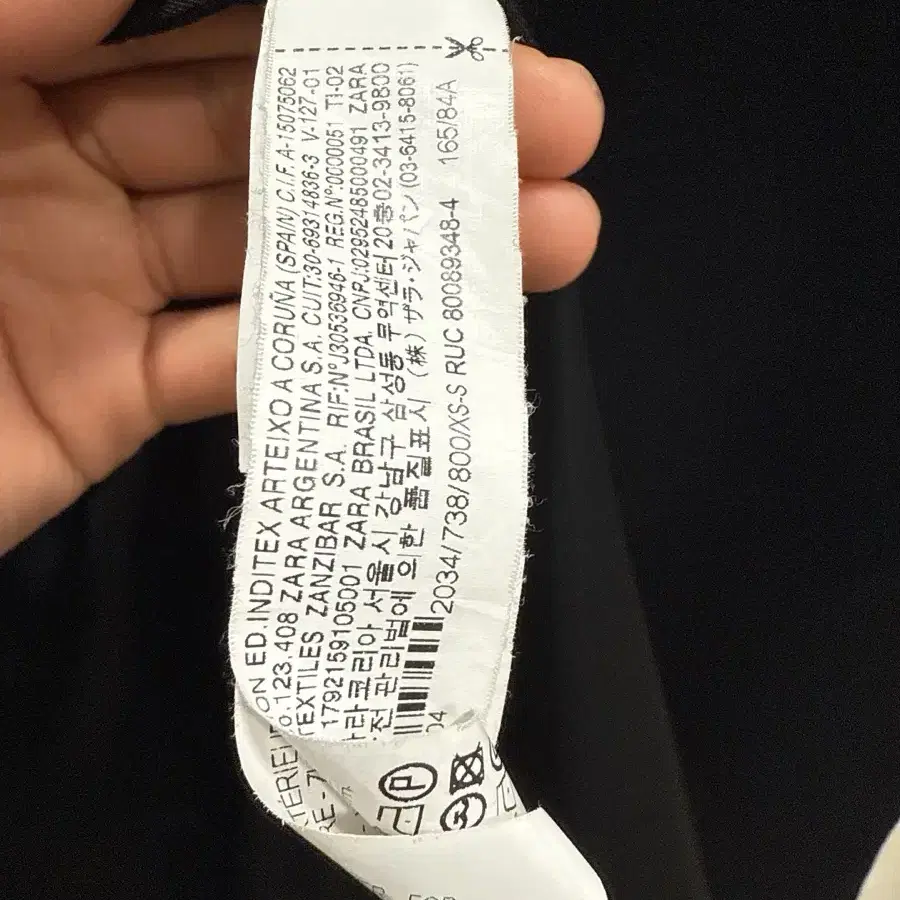 ON ED.INDITEX ARTEIXO A CORUÑA (SPAIN) C.I.F. A-15075062
o.123.408 ZARA ARGENTINA S.A. CUIT:30-69314836-3 V-127-01
TEXTILES ZANZIBAR S.A. RIF:Nº:J30536946-1 REG.Nº:0000051 TI-02
1792159105001 ZARA BRASIL LTDA. CNPJ:02952485000491 ZARA
라코리아 서울시 강남구 삼성동 무역센터 20층02-3413-9800
전 관리법에 의한 품질표시 (株) ザラ・ジャパン (03-6415-8061)
2034/738/800/XS-S RUC 80089348-4 165/84A
04
P